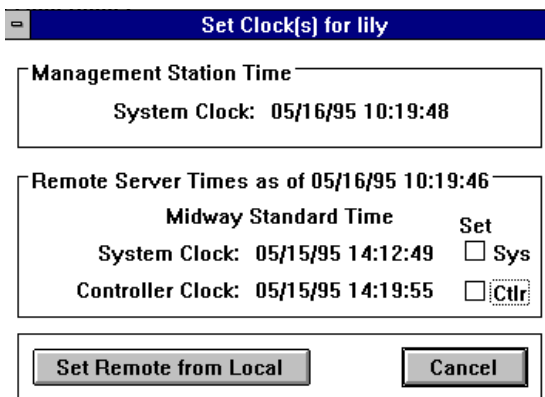 Set Clock(s) for lily
Management Station Time
System Clock: 05/16/95 10:19:48
Remote Server Times as of 05/16/95 10:19:46
Midway Standard Time
Set
System Clock: 05/15/95 14:12:49 Sys
Controller Clock: 05/15/95 14:19:55 Ctlr
Set Remote from Local Cancel